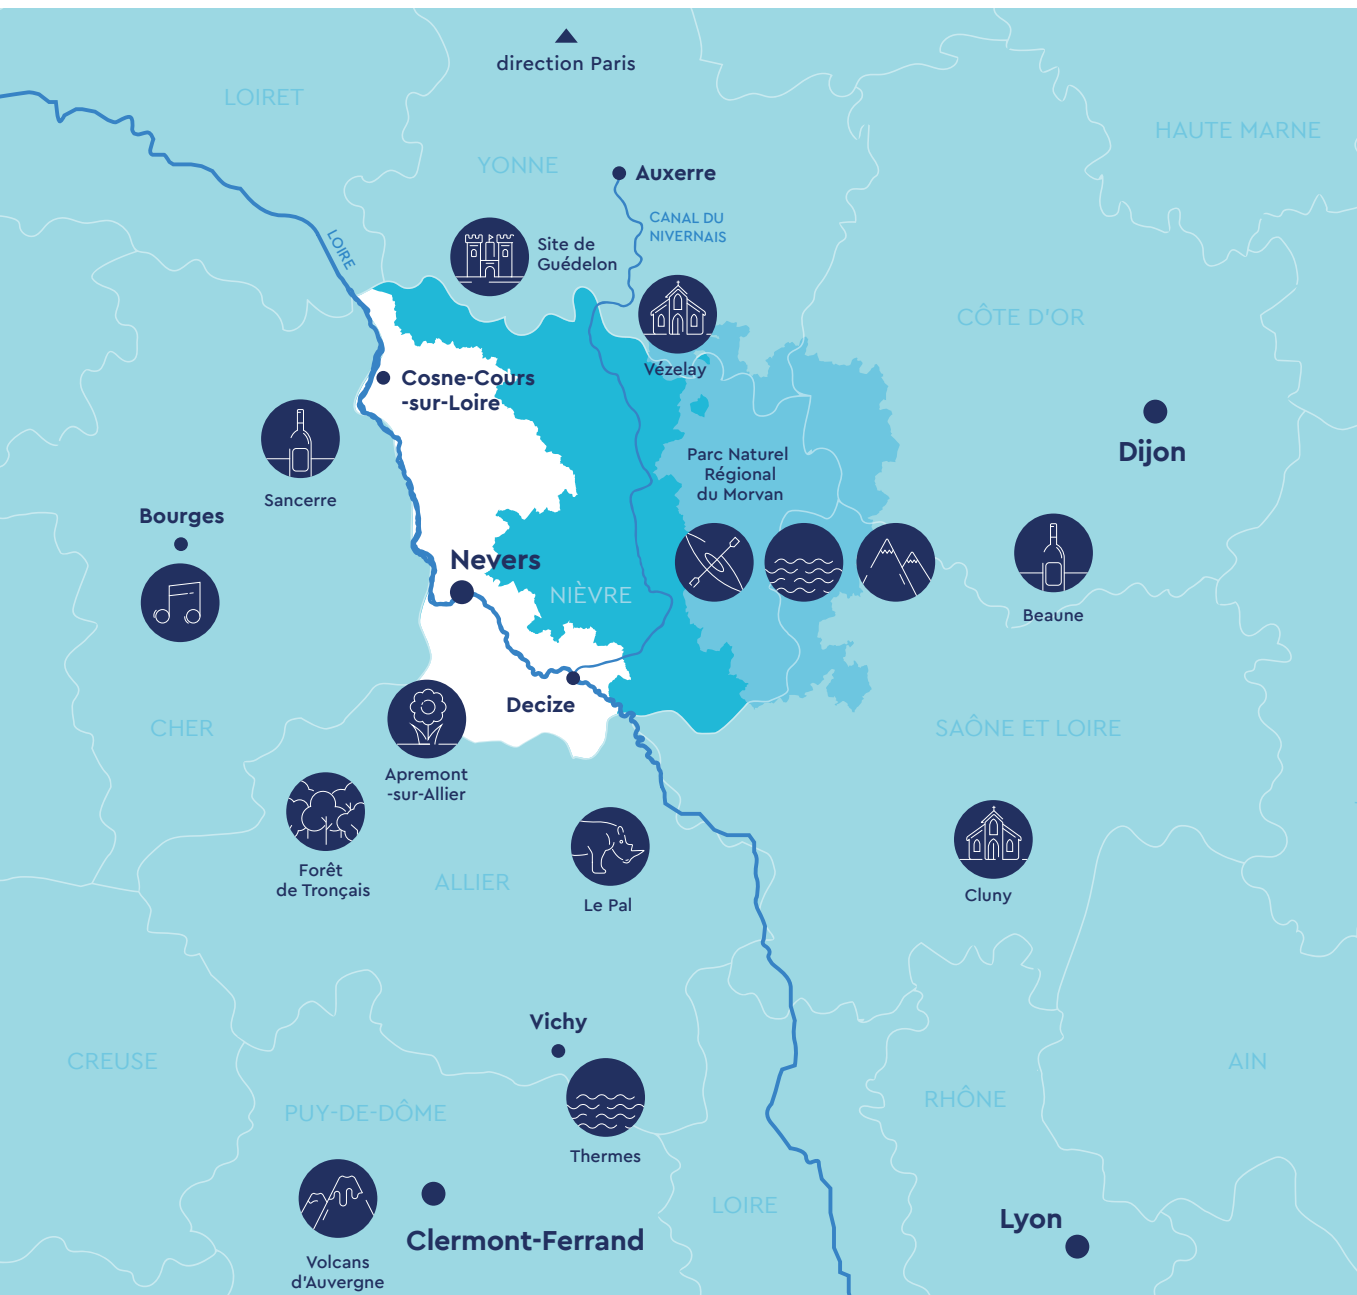 direction Paris
LOIRET
HAUTE MARNE
YONNE
Auxerre
CANAL DU
NIVERNAIS
LOIRE
Site de
Guédelon
CÔTE D'OR
Vézelay
Cosne-Cours
-sur-Loire
Dijon
Parc Naturel
Régional
du Morvan
Sancerre
Bourges
Nevers
NIÈVRE
Beaune
Decize
CHER
SAÔNE ET LOIRE
Apremont
-sur-Allier
Forêt
de Tronçais
ALLIER
Le Pal
Cluny
Vichy
CREUSE
AIN
PUY-DE-DÔME
RHÔNE
Thermes
LOIRE
Lyon
Clermont-Ferrand
Volcans
d'Auvergne